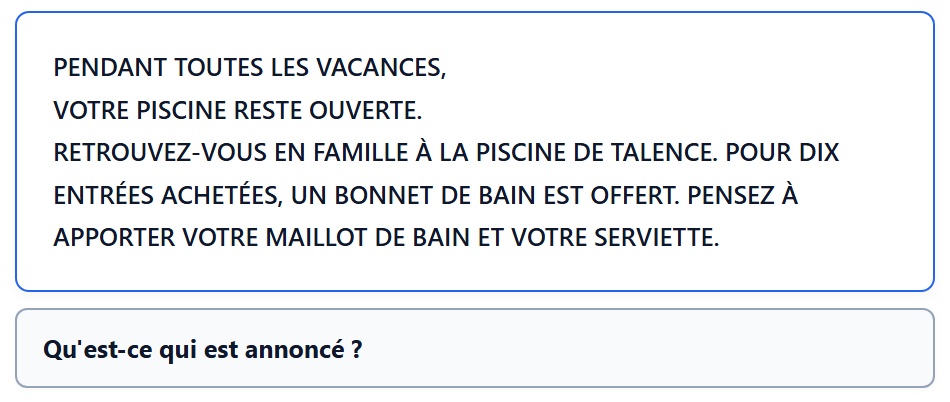 PENDANT TOUTES LES VACANCES,
VOTRE PISCINE RESTE OUVERTE.
RETROUVEZ-VOUS EN FAMILLE À LA PISCINE DE TALENCE. POUR DIX
ENTRÉES ACHETÉES, UN BONNET DE BAIN EST OFFERT. PENSEZ À
APPORTER VOTRE MAILLOT DE BAIN ET VOTRE SERVIETTE.
Qu'est-ce qui est annoncé ?